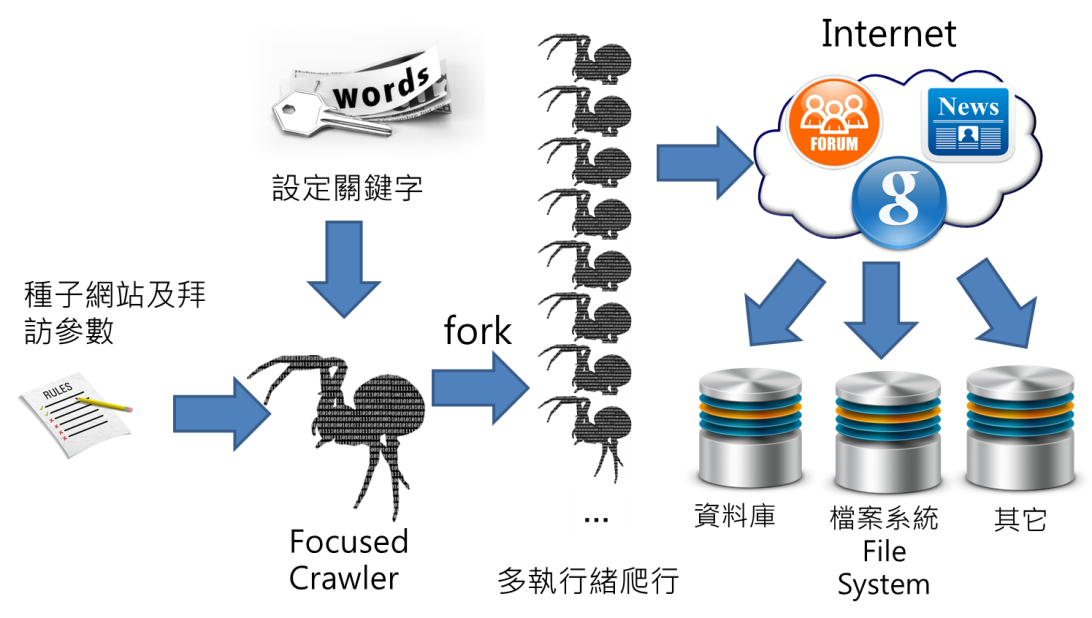 Internet
words
FORUM
News
g
設定關鍵字
種子網站及拜
訪參數
RULES
fork
Focused
Crawler
...
多執行緒爬行
資料庫
檔案系統
File
System
其它